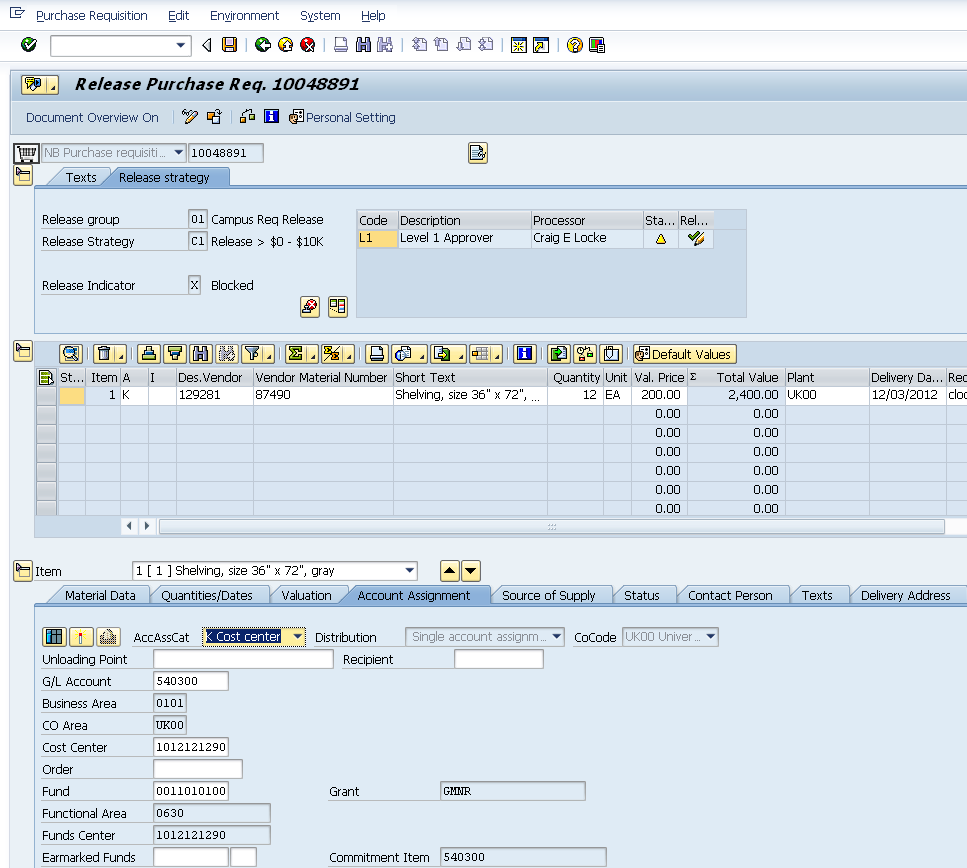 Purchase Requisition Edit Environment System Help
Release Purchase Req. 10048891
Document Overview On Personal Setting
NB Purchase requisiti... 10048891
Texts Release strategy
Release group 01 Campus Req Release
Release Strategy C1 Release > $0 - $10K
Release Indicator X Blocked
Code Description Processor Sta... Rel...
L1 Level 1 Approver Craig E Locke
Default Values
St... Item A I Des.Vendor Vendor Material Number Short Text Quantity Unit Val. Price Σ Total Value Plant Delivery Da... Rec
1 K 129281 87490 Shelving, size 36" x 72", ... 12 EA 200.00 2,400.00 UK00 12/03/2012 cloc
0.00 0.00
0.00 0.00
0.00 0.00
0.00 0.00
0.00 0.00
0.00 0.00
Item 1 [ 1 ] Shelving, size 36" x 72", gray
Material Data Quantities/Dates Valuation Account Assignment Source of Supply Status Contact Person Texts Delivery Address
AccAssCat K Cost center Distribution Single account assignm... CoCode UK00 Univer...
Unloading Point Recipient
G/L Account 540300
Business Area 0101
CO Area UK00
Cost Center 1012121290
Order
Fund 0011010100 Grant GMNR
Functional Area 0630
Funds Center 1012121290
Earmarked Funds Commitment Item 540300